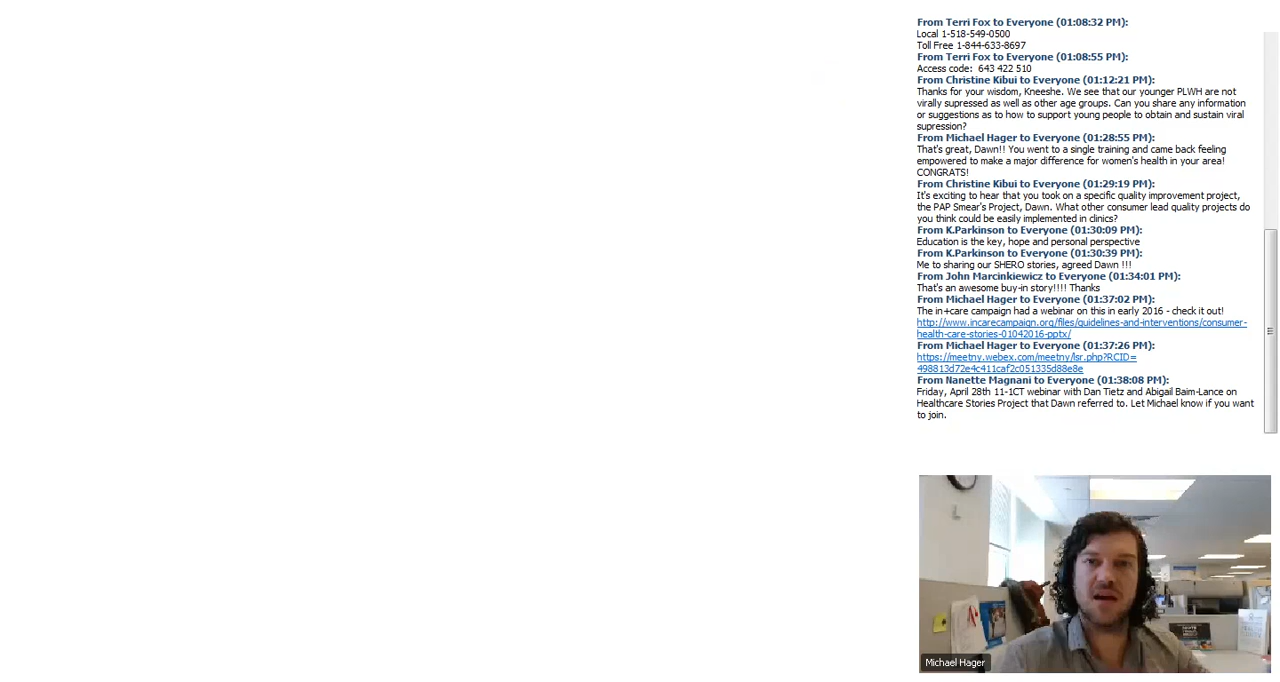 From Terri Fox to Everyone (01:08:32 PM):
Local 1-518-549-0500
Toll Free 1-844-633-8697
From Terri Fox to Everyone (01:08:55 PM):
Access code:  643 422 510
From Christine Kibui to Everyone (01:12:21 PM):
Thanks for your wisdom, Kneeshe. We see that our younger PLWH are not
virally supressed as well as other age groups. Can you share any information
or suggestions as to how to support young people to obtain and sustain viral
supression?
From Michael Hager to Everyone (01:28:55 PM):
That's great, Dawn!! You went to a single training and came back feeling
empowered to make a major difference for women's health in your area!
CONGRATS!
From Christine Kibui to Everyone (01:29:19 PM):
It's exciting to hear that you took on a specific quality improvement project,
the PAP Smear's Project, Dawn. What other consumer lead quality projects do
you think could be easily implemented in clinics?
From K.Parkinson to Everyone (01:30:09 PM):
Education is the key, hope and personal perspective
From K.Parkinson to Everyone (01:30:39 PM):
Me to sharing our SHERO stories, agreed Dawn !!!
From John Marcinkiewicz to Everyone (01:34:01 PM):
That's an awesome buy-in story!!!! Thanks
From Michael Hager to Everyone (01:37:02 PM):
The in+care campaign had a webinar on this in early 2016 - check it out!
http://www.incarecampaign.org/files/guidelines-and-interventions/consumer-
health-care-stories-01042016-pptx/
From Michael Hager to Everyone (01:37:26 PM):
https://meetny.webex.com/meetny/lsr.php?RCID=
498813d72e4c411caf2c051335d88e8e
From Nanette Magnani to Everyone (01:38:08 PM):
Friday, April 28th 11-1CT webinar with Dan Tietz and Abigail Baim-Lance on
Healthcare Stories Project that Dawn referred to. Let Michael know if you want
to join.
Michael Hager